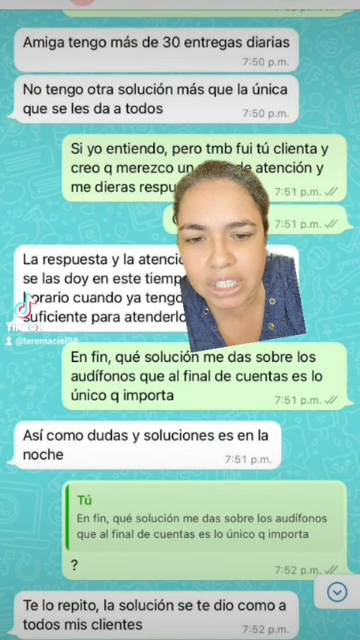 Amiga tengo más de 30 entregas diarias
7:50 p.m.
No tengo otra solución más que la única
que se les da a todos
7:50 p.m.
Si yo entiendo, pero tmb fui tú clienta y
creo q merezco un de atención y
me dieras
7:51 p.m.
7:51 p.m.
La respuesta y la
se las doy en este
horario cuando ya tengo
suficiente para
TikTok
@teremaciel08
En fin, qué solución me das sobre los
audífonos que al final de cuentas es lo
único q importa
7:51 p.m.
Así como dudas y soluciones es en la
noche
7:51 p.m.
Tú
En fin, qué solución me das sobre los audífonos
que al final de cuentas es lo único q importa
?
7:52 p.m.
Te lo repito, la solución se te dio como a
todos mis clientes
7:52 p.m.